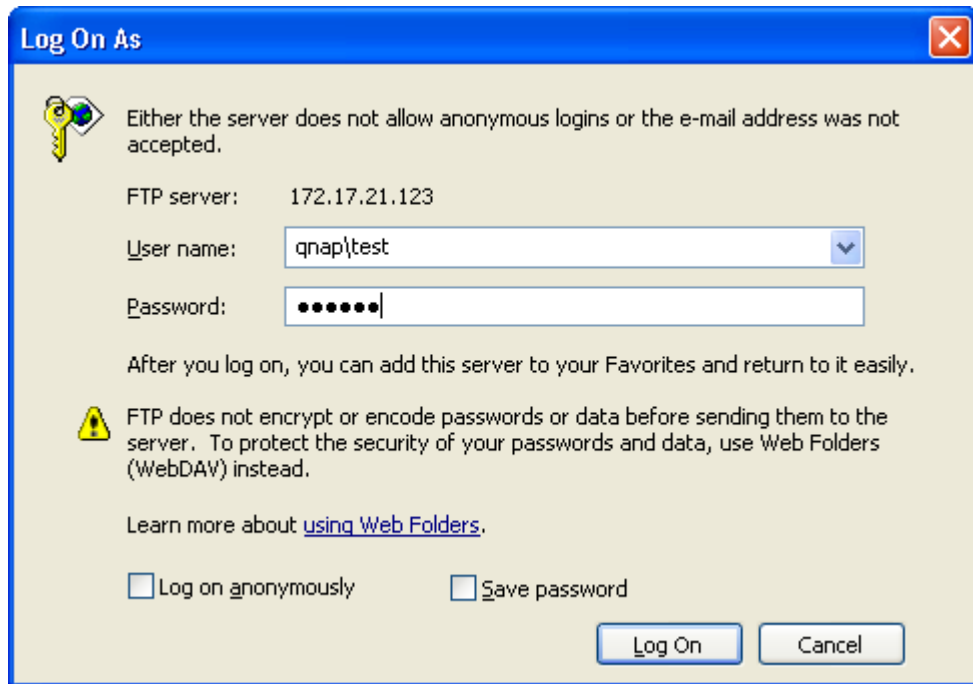 Log On As
Either the server does not allow anonymous logins or the e-mail address was not
accepted.
FTP server: 172.17.21.123
User name: qnap\test
Password: ●●●●●●
After you log on, you can add this server to your Favorites and return to it easily.
FTP does not encrypt or encode passwords or data before sending them to the
server.  To protect the security of your passwords and data, use Web Folders
(WebDAV) instead.
Learn more about using Web Folders.
Log on anonymously Save password
Log On Cancel